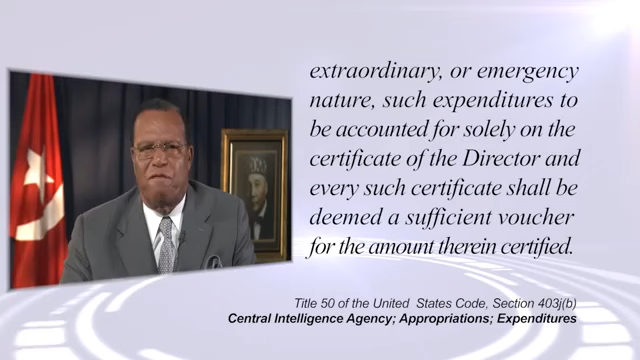 extraordinary, or emergency
nature, such expenditures to
be accounted for solely on the
certificate of the Director and
every such certificate shall be
deemed a sufficient voucher
for the amount therein certified.
Title 50 of the United States Code, Section 403j(b)
Central Intelligence Agency; Appropriations; Expenditures